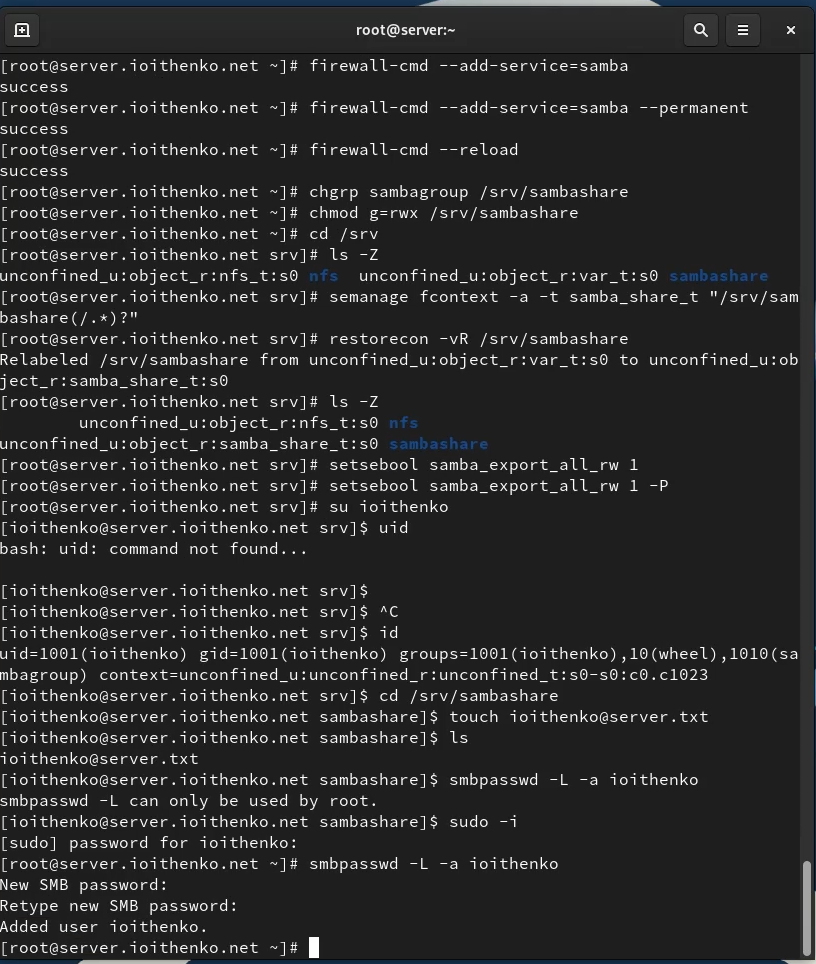 root@server:~
[root@server.ioithenko.net ~]# firewall-cmd --add-service=samba
success
[root@server.ioithenko.net ~]# firewall-cmd --add-service=samba --permanent
success
[root@server.ioithenko.net ~]# firewall-cmd --reload
success
[root@server.ioithenko.net ~]# chgrp sambagroup /srv/sambashare
[root@server.ioithenko.net ~]# chmod g=rwx /srv/sambashare
[root@server.ioithenko.net ~]# cd /srv
[root@server.ioithenko.net srv]# ls -Z
unconfined_u:object_r:nfs_t:s0 nfs  unconfined_u:object_r:var_t:s0 sambashare
[root@server.ioithenko.net srv]# semanage fcontext -a -t samba_share_t "/srv/sam
bashare(/.*)?"
[root@server.ioithenko.net srv]# restorecon -vR /srv/sambashare
Relabeled /srv/sambashare from unconfined_u:object_r:var_t:s0 to unconfined_u:ob
ject_r:samba_share_t:s0
[root@server.ioithenko.net srv]# ls -Z
        unconfined_u:object_r:nfs_t:s0 nfs
unconfined_u:object_r:samba_share_t:s0 sambashare
[root@server.ioithenko.net srv]# setsebool samba_export_all_rw 1
[root@server.ioithenko.net srv]# setsebool samba_export_all_rw 1 -P
[root@server.ioithenko.net srv]# su ioithenko
[ioithenko@server.ioithenko.net srv]$ uid
bash: uid: command not found...
[ioithenko@server.ioithenko.net srv]$
[ioithenko@server.ioithenko.net srv]$ ^C
[ioithenko@server.ioithenko.net srv]$ id
uid=1001(ioithenko) gid=1001(ioithenko) groups=1001(ioithenko),10(wheel),1010(sa
mbagroup) context=unconfined_u:unconfined_r:unconfined_t:s0-s0:c0.c1023
[ioithenko@server.ioithenko.net srv]$ cd /srv/sambashare
[ioithenko@server.ioithenko.net sambashare]$ touch ioithenko@server.txt
[ioithenko@server.ioithenko.net sambashare]$ ls
ioithenko@server.txt
[ioithenko@server.ioithenko.net sambashare]$ smbpasswd -L -a ioithenko
smbpasswd -L can only be used by root.
[ioithenko@server.ioithenko.net sambashare]$ sudo -i
[sudo] password for ioithenko:
[root@server.ioithenko.net ~]# smbpasswd -L -a ioithenko
New SMB password:
Retype new SMB password:
Added user ioithenko.
[root@server.ioithenko.net ~]#